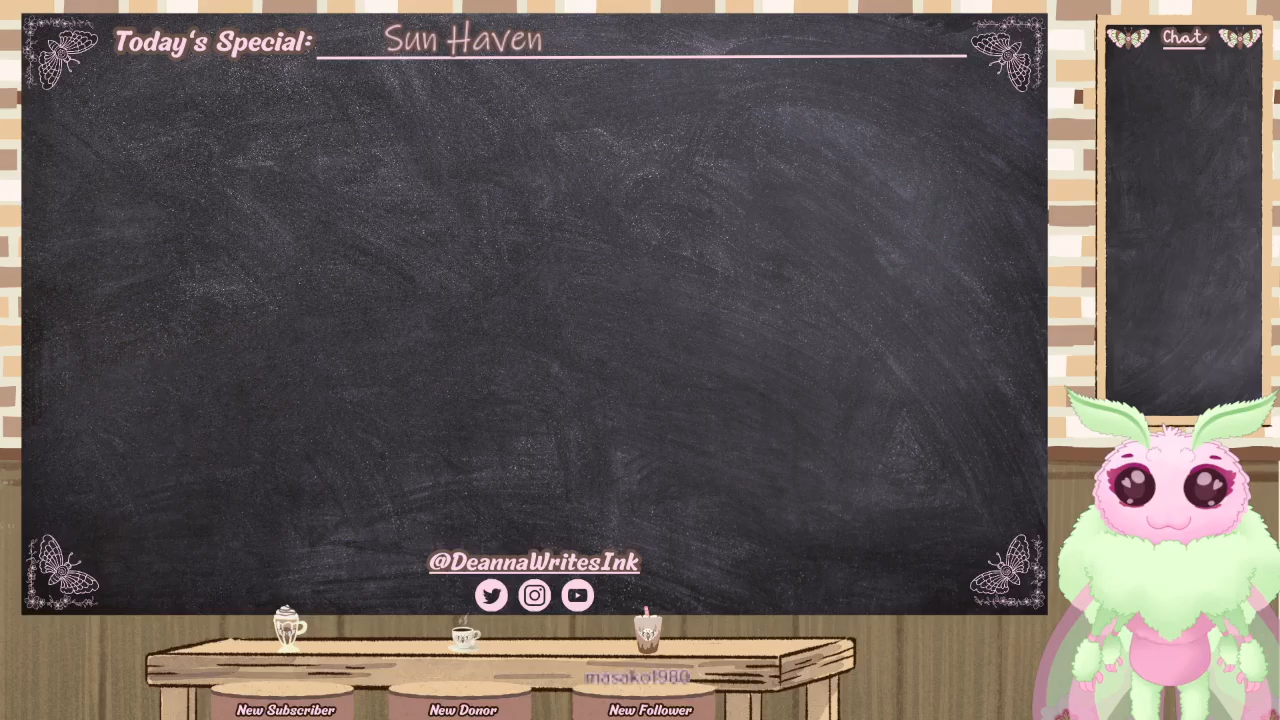 Today's Special: Sun Haven
Chat
@DeannaWritesInk
masako1980
New Subscriber
New Donor
New Follower